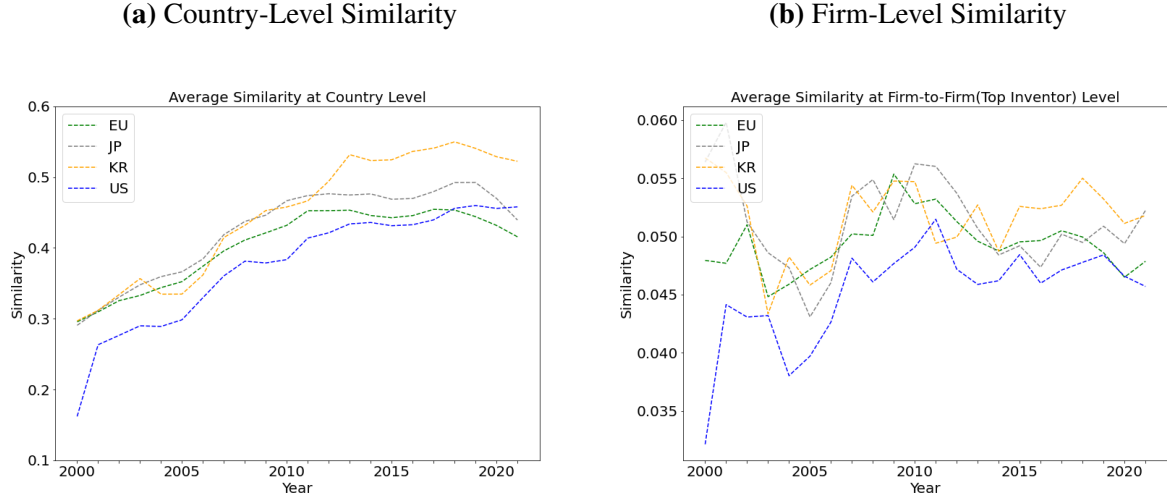 (a) Country-Level Similarity
(b) Firm-Level Similarity
Average Similarity at Country Level
0.6
0.5
0.4
0.3
0.2
0.1
Similarity
EU
JP
KR
US
2000
2005
2010
2015
2020
Year
Average Similarity at Firm-to-Firm(Top Inventor) Level
0.060
0.055
0.050
0.045
0.040
0.035
Similarity
EU
JP
KR
US
2000
2005
2010
2015
2020
Year